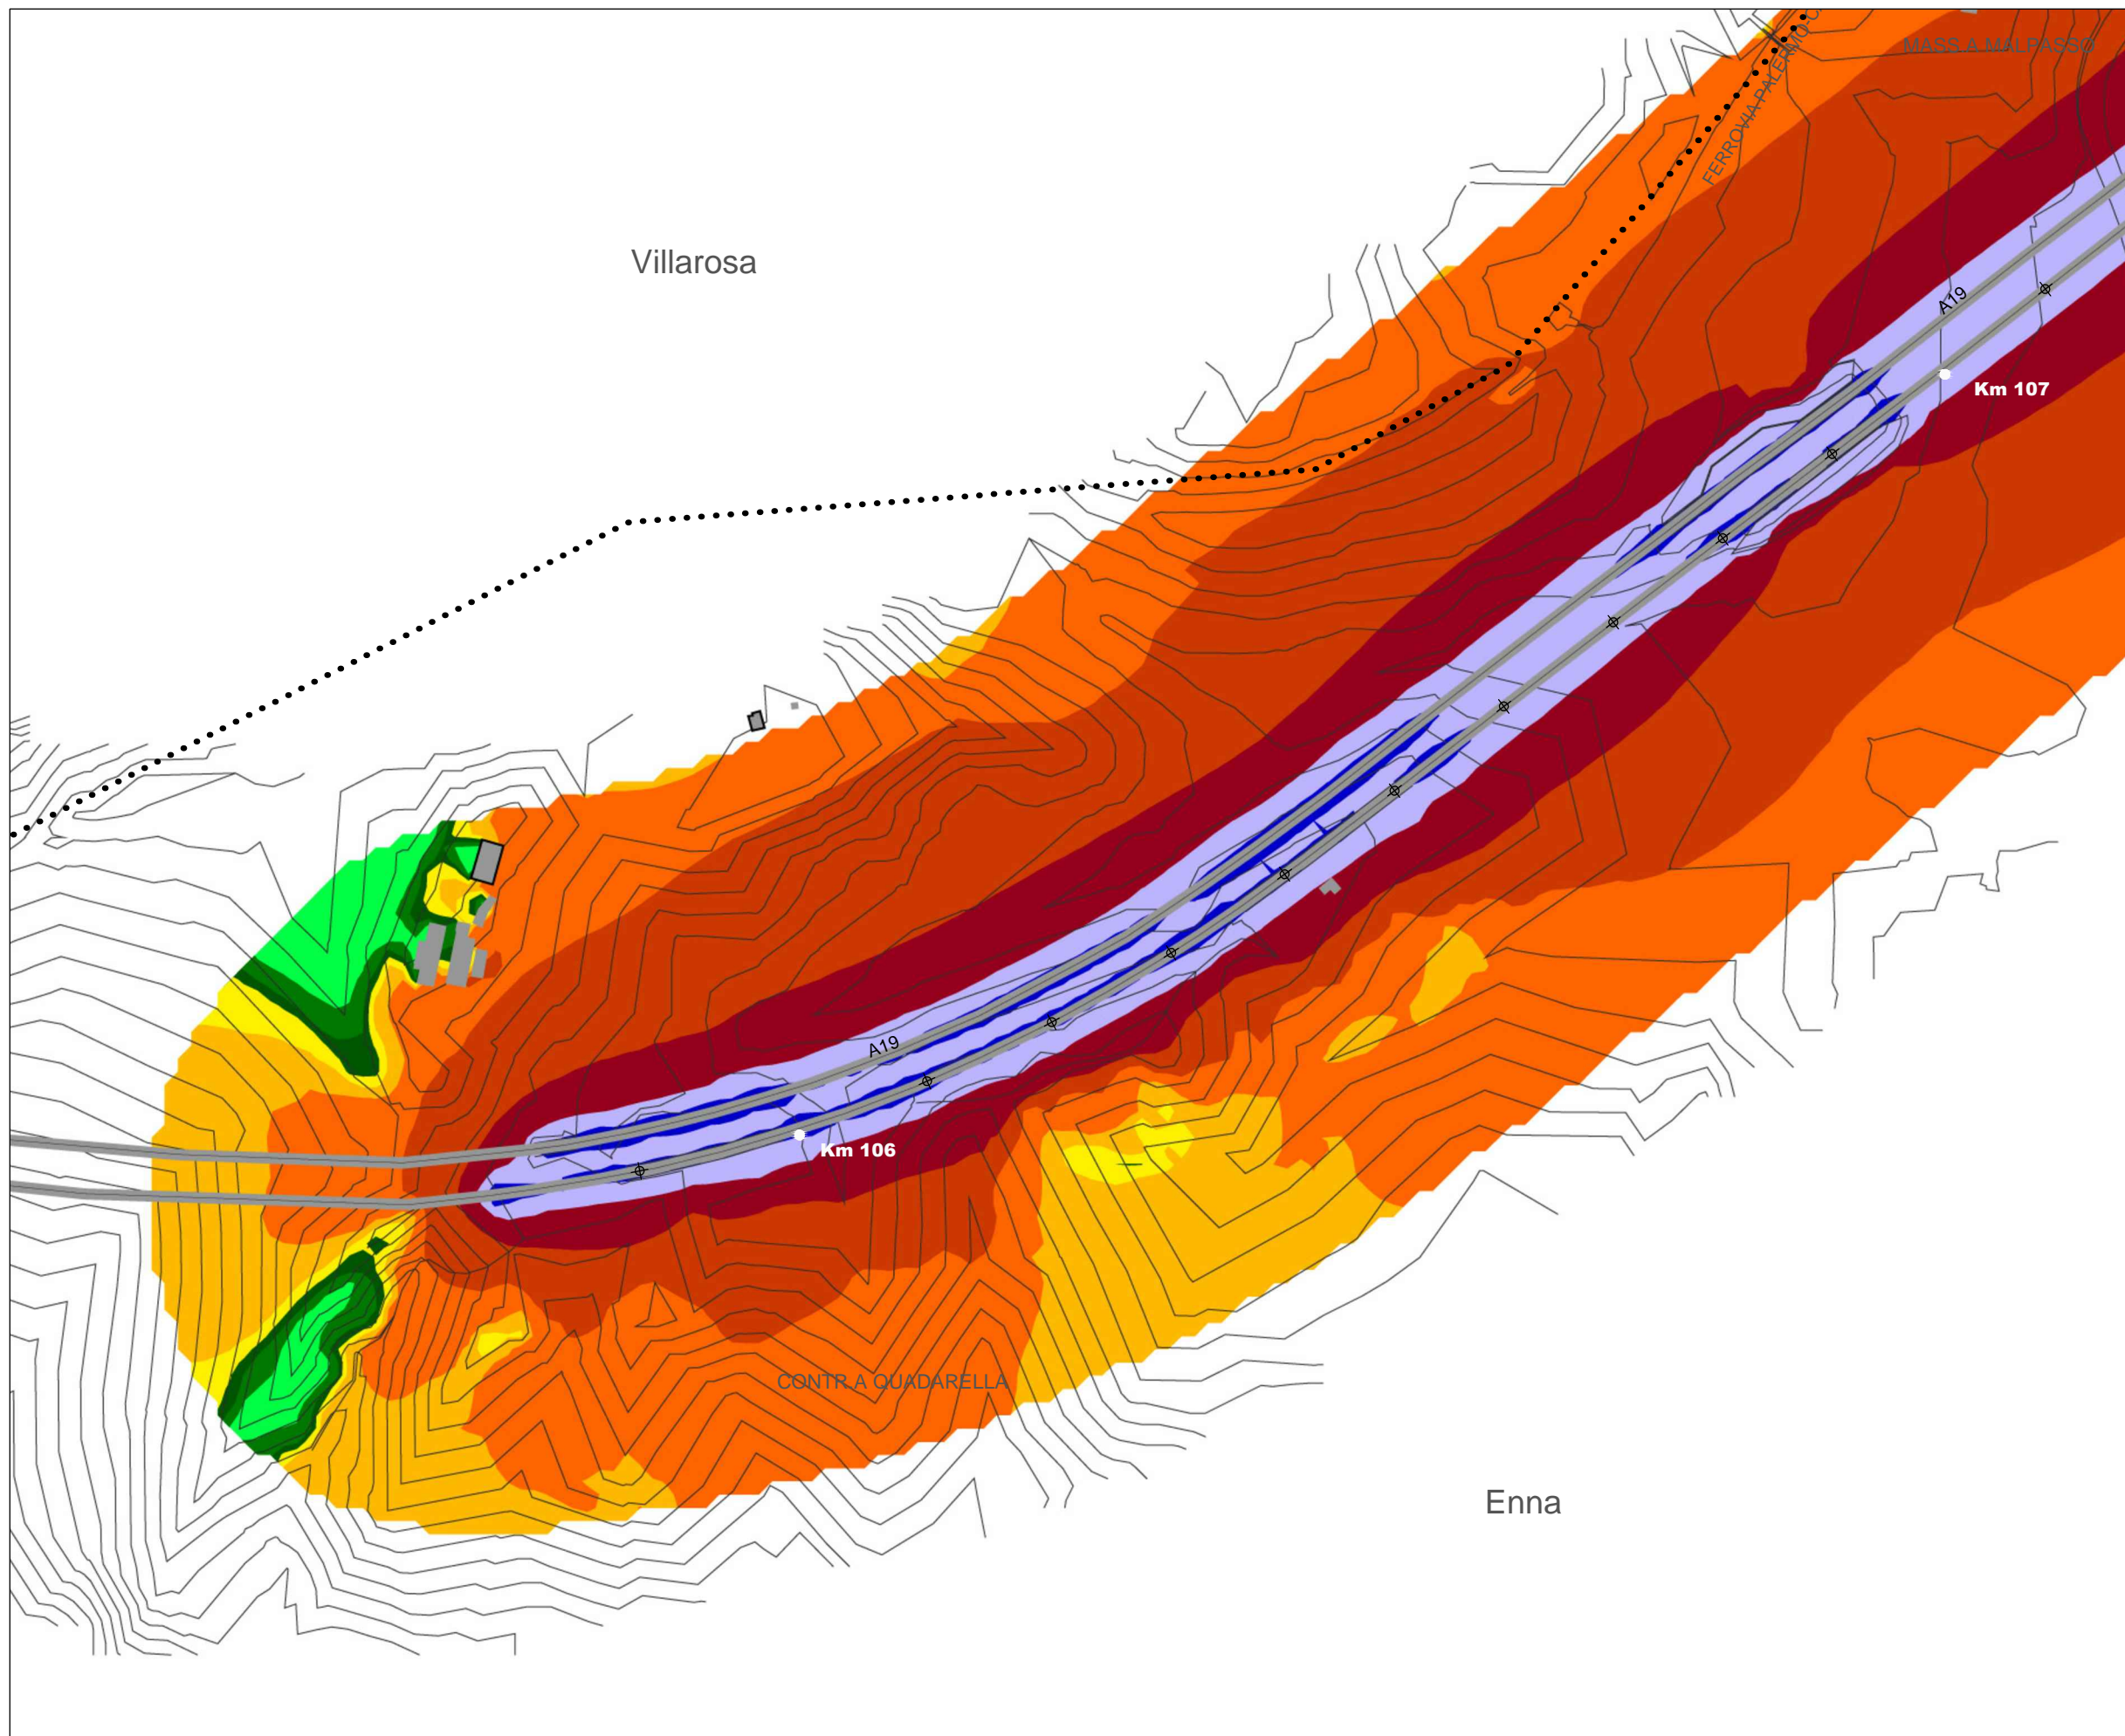 MASS.A MALPASSO
FERROVIA PALERMO-C
Villarosa
A19
Km 107
A19
Km 106
CONTR.A QUADARELLA
Enna